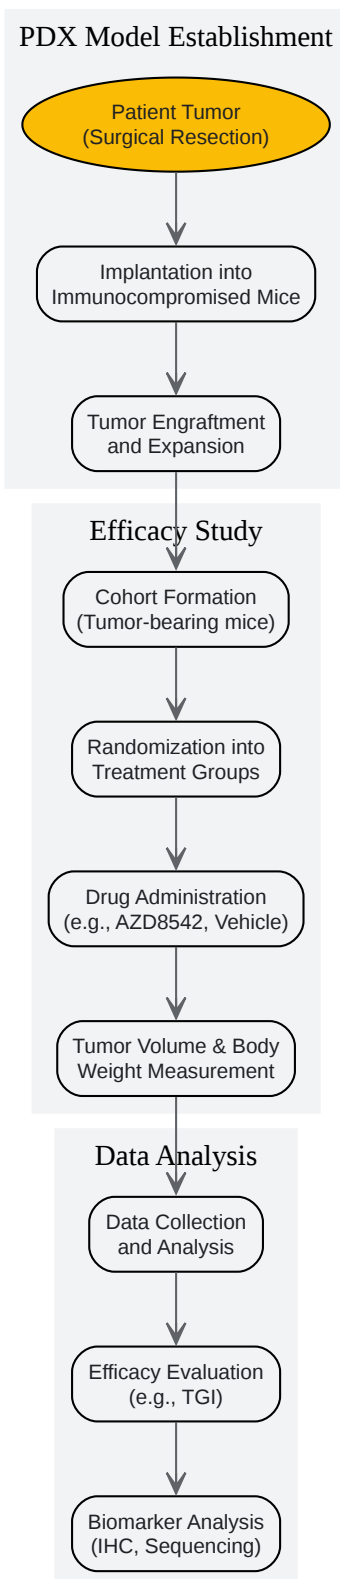 PDX Model Establishment
Patient Tumor
(Surgical Resection)
Implantation into
Immunocompromised Mice
Tumor Engraftment
and Expansion
Efficacy Study
Cohort Formation
(Tumor-bearing mice)
Randomization into
Treatment Groups
Drug Administration
(e.g., AZD8542, Vehicle)
Tumor Volume & Body
Weight Measurement
Data Analysis
Data Collection
and Analysis
Efficacy Evaluation
(e.g., TGI)
Biomarker Analysis
(IHC, Sequencing)